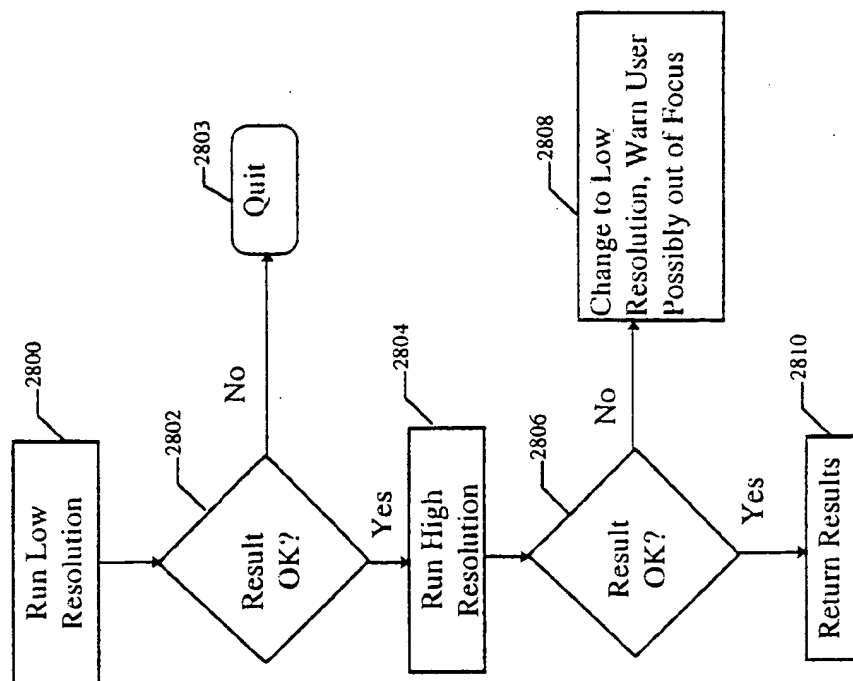 Run Low
Resolution
2800
Result
OK?
2802
No
Quit
2803
Yes
Run High
Resolution
2804
Result
OK?
2806
No
Change to Low
Resolution, Warn User
Possibly out of Focus
2808
Yes
Return Results
2810